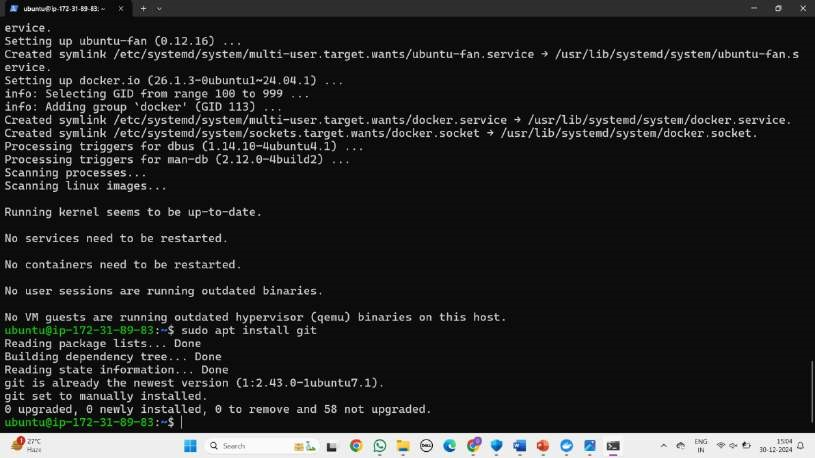 ubuntu@ip-172-31-89-83: ~
ervice.
Setting up ubuntu-fan (0.12.16) ...
Created symlink /etc/systemd/system/multi-user.target.wants/ubuntu-fan.service → /usr/lib/systemd/system/ubuntu-fan.s
ervice.
Setting up docker.io (26.1.3-0ubuntu1~24.04.1) ...
info: Selecting GID from range 100 to 999 ...
info: Adding group `docker' (GID 113) ...
Created symlink /etc/systemd/system/multi-user.target.wants/docker.service → /usr/lib/systemd/system/docker.service.
Created symlink /etc/systemd/system/sockets.target.wants/docker.socket → /usr/lib/systemd/system/docker.socket.
Processing triggers for dbus (1.14.10-4ubuntu4.1) ...
Processing triggers for man-db (2.12.0-4build2) ...
Scanning processes...
Scanning linux images...
Running kernel seems to be up-to-date.
No services need to be restarted.
No containers need to be restarted.
No user sessions are running outdated binaries.
No VM guests are running outdated hypervisor (qemu) binaries on this host.
ubuntu@ip-172-31-89-83:~$ sudo apt install git
Reading package lists... Done
Building dependency tree... Done
Reading state information... Done
git is already the newest version (1:2.43.0-1ubuntu7.1).
git set to manually installed.
0 upgraded, 0 newly installed, 0 to remove and 58 not upgraded.
ubuntu@ip-172-31-89-83:~$
1
27°C
Haze
Search
DELL
ENG
IN
15:04
30-12-2024